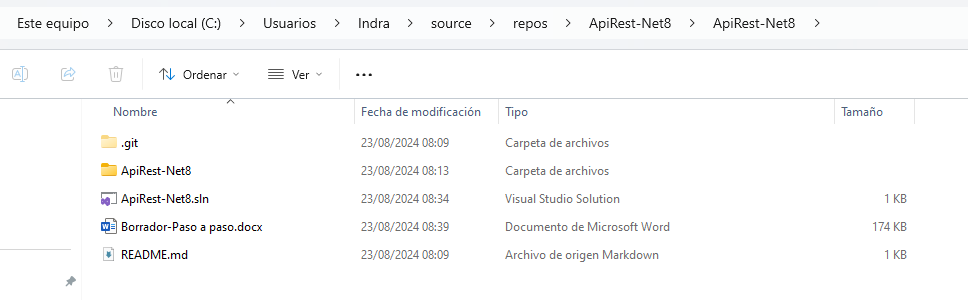 Este equipo > Disco local (C:) > Usuarios > Indra > source > repos > ApiRest-Net8 > ApiRest-Net8 >
Ordenar Ver ...
Nombre Fecha de modificación Tipo Tamaño
.git 23/08/2024 08:09 Carpeta de archivos
ApiRest-Net8 23/08/2024 08:13 Carpeta de archivos
ApiRest-Net8.sln 23/08/2024 08:34 Visual Studio Solution 1 KB
Borrador-Paso a paso.docx 23/08/2024 08:39 Documento de Microsoft Word 174 KB
README.md 23/08/2024 08:09 Archivo de origen Markdown 1 KB